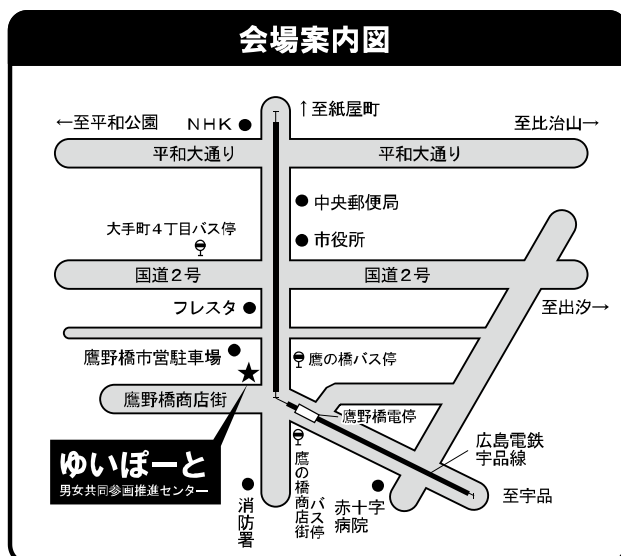 会場案内図
↑至紙屋町
←至平和公園
NHK
至比治山→
平和大通り
平和大通り
中央郵便局
大手町4丁目バス停
市役所
国道2号
国道2号
フレスタ
至出汐→
鷹野橋市営駐車場
鷹の橋バス停
鷹野橋商店街
鷹野橋電停
ゆいぽーと
男女共同参画推進センター
広島電鉄
宇品線
至宇品
消防署
鷹の橋商店街
バス停
赤十字
病院